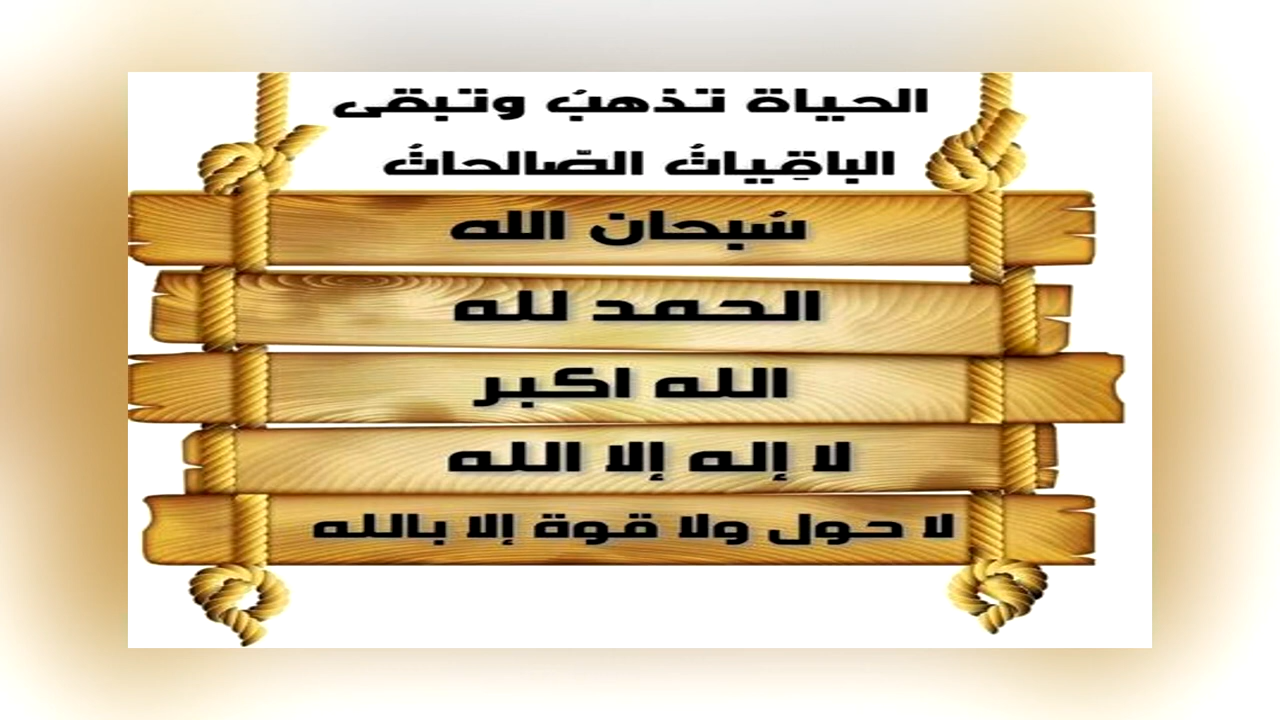 الحياة تذهبُ وتبقى
الباقِياتُ الصّالحاتُ
سُبحان الله
الحمد لله
الله اكبر
لا إله إلا الله
لا حول ولا قوة إلا بالله